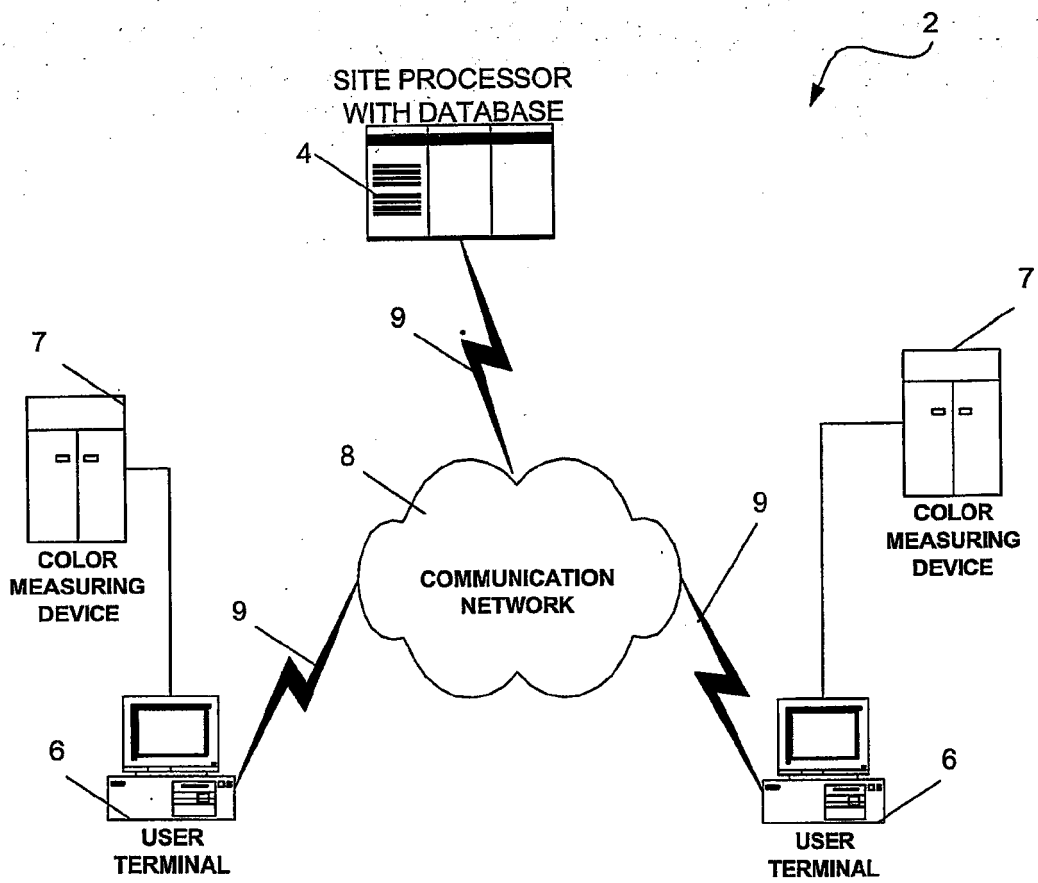 2
SITE PROCESSOR
WITH DATABASE
4
9
7
7
8
COLOR
MEASURING
DEVICE
COLOR
MEASURING
DEVICE
9
COMMUNICATION
NETWORK
9
6
6
USER
TERMINAL
USER
TERMINAL